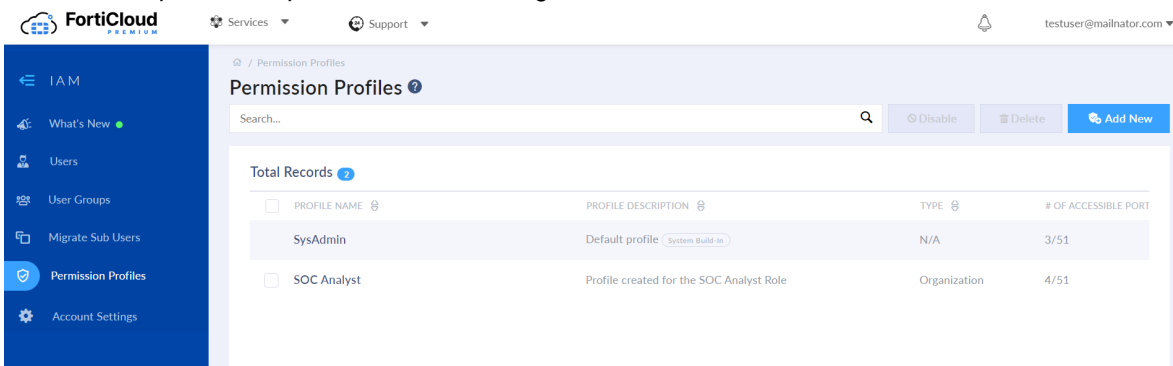 FortiCloud
PREMIUM
Services
24 Support
testuser@mailnator.com
IAM
What's New
Users
User Groups
Migrate Sub Users
Permission Profiles
Account Settings
/ Permission Profiles
Permission Profiles ?
Search...
Disable
Delete
Add New
Total Records 2
PROFILE NAME PROFILE DESCRIPTION TYPE # OF ACCESSIBLE PORT
SysAdmin Default profile System Build-In N/A 3/51
SOC Analyst Profile created for the SOC Analyst Role Organization 4/51